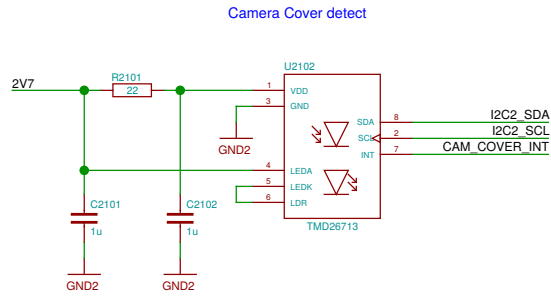 Camera Cover detect
U2102
2V7
R2101
22
1
VDD
3
GND
GND2
SDA
8
I2C2_SDA
SCL
2
I2C2_SCL
INT
7
CAM_COVER_INT
4
LEDA
5
LEDK
6
LDR
C2101
1u
C2102
1u
TMD26713
GND2
GND2